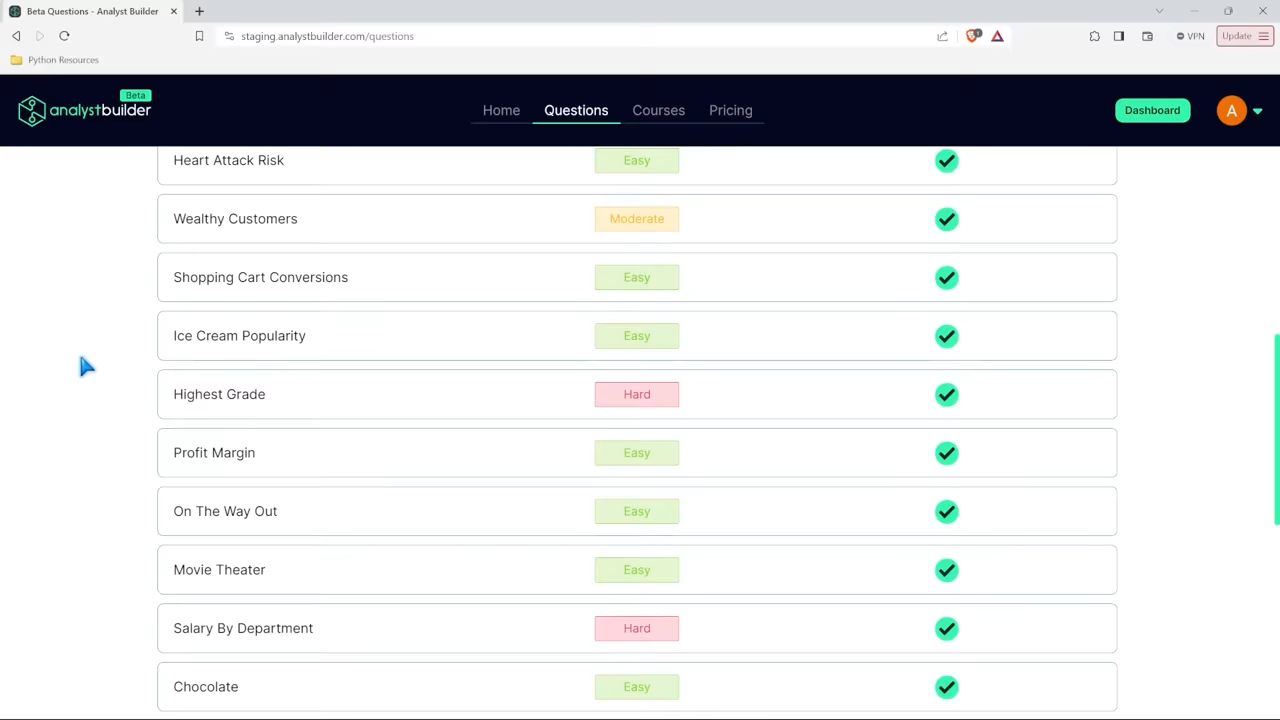 Beta Questions - Analyst Builder
staging.analystbuilder.com/questions
1
VPN
Update
Python Resources
analystbuilder
Beta
Home
Questions
Courses
Pricing
Dashboard
A
Heart Attack Risk
Easy
Wealthy Customers
Moderate
Shopping Cart Conversions
Easy
Ice Cream Popularity
Easy
Highest Grade
Hard
Profit Margin
Easy
On The Way Out
Easy
Movie Theater
Easy
Salary By Department
Hard
Chocolate
Easy